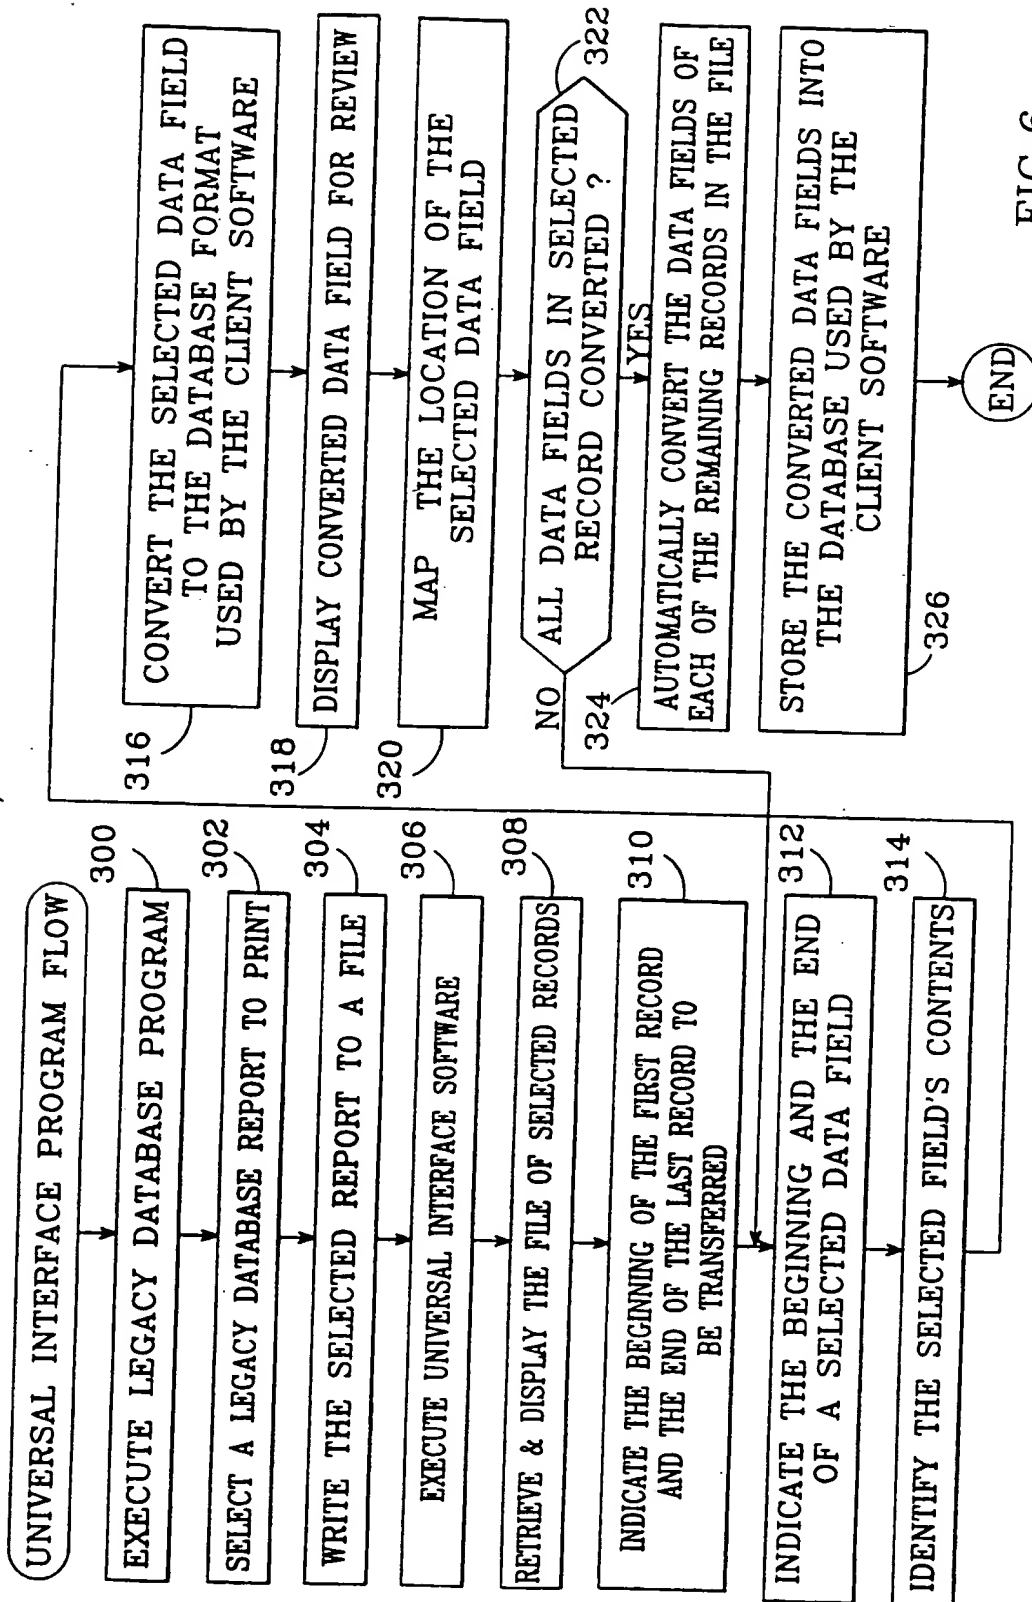 UNIVERSAL INTERFACE PROGRAM FLOW
300
EXECUTE LEGACY DATABASE PROGRAM
302
SELECT A LEGACY DATABASE REPORT TO PRINT
304
WRITE THE SELECTED REPORT TO A FILE
306
EXECUTE UNIVERSAL INTERFACE SOFTWARE
308
RETRIEVE & DISPLAY THE FILE OF SELECTED RECORDS
310
INDICATE THE BEGINNING OF THE FIRST RECORD
AND THE END OF THE LAST RECORD TO
BE TRANSFERRED
312
INDICATE THE BEGINNING AND THE END
OF A SELECTED DATA FIELD
314
IDENTIFY THE SELECTED FIELD'S CONTENTS
316
CONVERT THE SELECTED DATA FIELD
TO THE DATABASE FORMAT
USED BY THE CLIENT SOFTWARE
318
DISPLAY CONVERTED DATA FIELD FOR REVIEW
320
MAP THE LOCATION OF THE
SELECTED DATA FIELD
322
ALL DATA FIELDS IN SELECTED
RECORD CONVERTED ?
NO
YES
324
AUTOMATICALLY CONVERT THE DATA FIELDS OF
EACH OF THE REMAINING RECORDS IN THE FILE
STORE THE CONVERTED DATA FIELDS INTO
THE DATABASE USED BY THE
CLIENT SOFTWARE
326
END
FIG 6